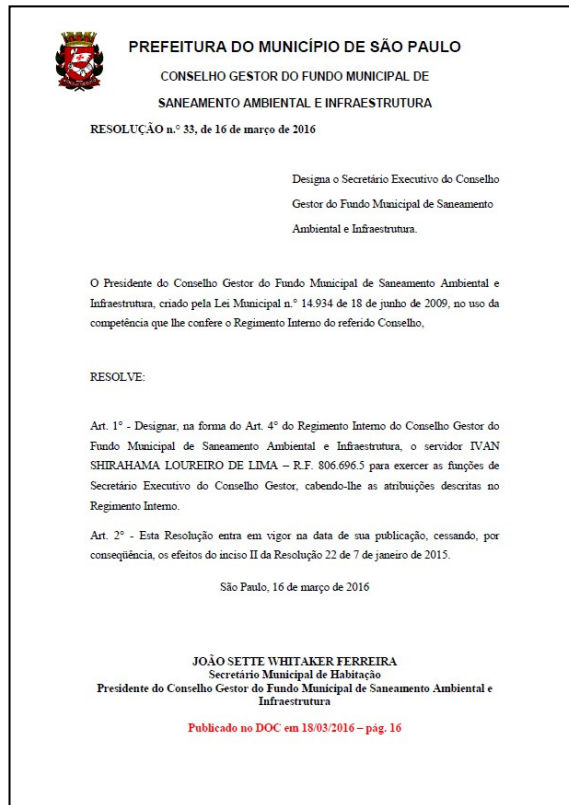 PREFEITURA DO MUNICÍPIO DE SÃO PAULO
CONSELHO GESTOR DO FUNDO MUNICIPAL DE
SANEAMENTO AMBIENTAL E INFRAESTRUTURA
RESOLUÇÃO n.° 33, de 16 de março de 2016
Designa o Secretário Executivo do Conselho
Gestor do Fundo Municipal de Saneamento
Ambiental e Infraestrutura.
O Presidente do Conselho Gestor do Fundo Municipal de Saneamento Ambiental e
Infraestrutura, criado pela Lei Municipal n.° 14.934 de 18 de junho de 2009, no uso da
competência que lhe confere o Regimento Interno do referido Conselho,
RESOLVE:
Art. 1° - Designar, na forma do Art. 4° do Regimento Interno do Conselho Gestor do
Fundo Municipal de Saneamento Ambiental e Infraestrutura, o servidor IVAN
SHIRAHAMA LOUREIRO DE LIMA – R.F. 806.696.5 para exercer as funções de
Secretário Executivo do Conselho Gestor, cabendo-lhe as atribuições descritas no
Regimento Interno.
Art. 2° - Esta Resolução entra em vigor na data de sua publicação, cessando, por
conseqüência, os efeitos do inciso II da Resolução 22 de 7 de janeiro de 2015.
São Paulo, 16 de março de 2016
JOÃO SETTE WHITAKER FERREIRA
Secretário Municipal de Habitação
Presidente do Conselho Gestor do Fundo Municipal de Saneamento Ambiental e
Infraestrutura
Publicado no DOC em 18/03/2016 – pág. 16